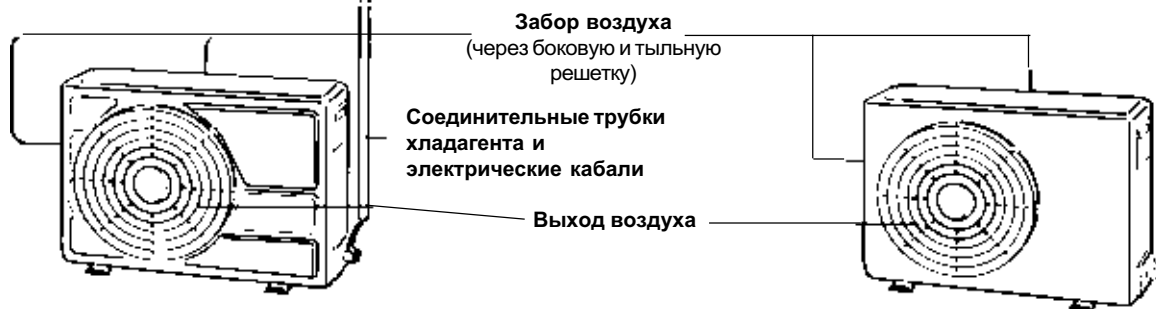 Забор воздуха
(через боковую и тыльную
решетку)
Соединительные трубки
хладагента и
электрические кабали
Выход воздуха